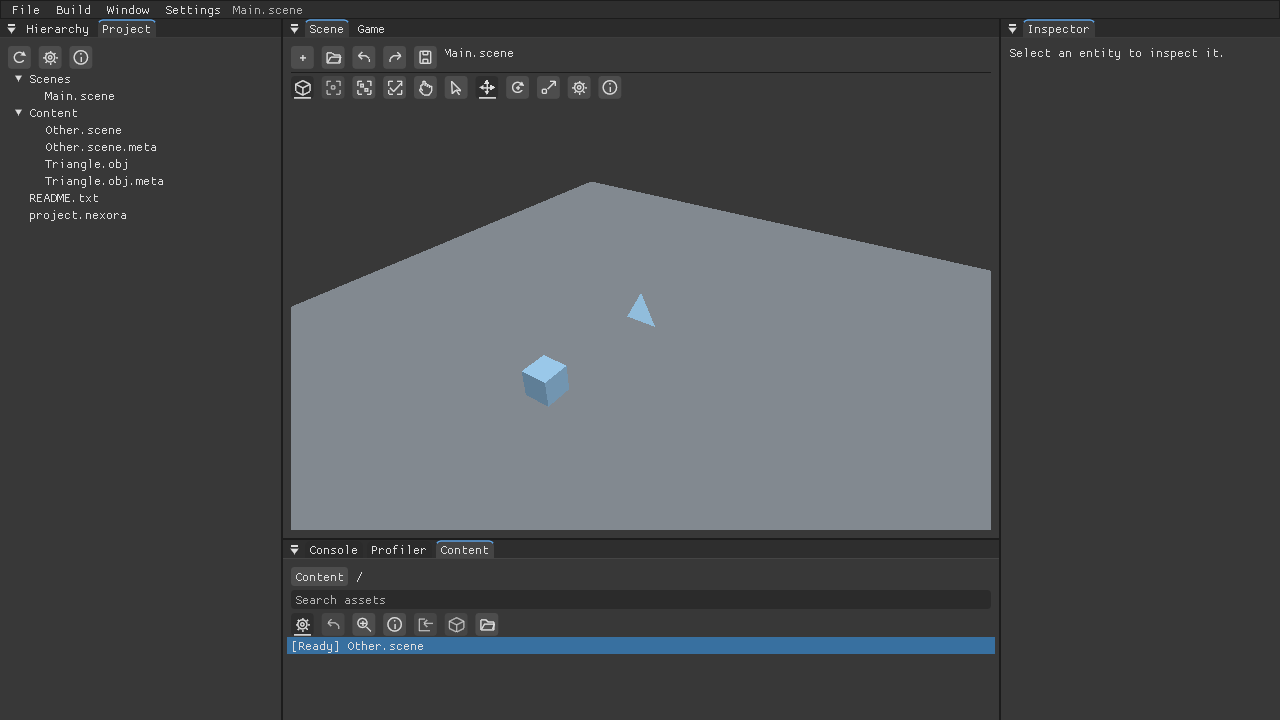 File Build Window Settings Main.scene
Hierarchy Project
Scenes
Main.scene
Content
Other.scene
Other.scene.meta
Triangle.obj
Triangle.obj.meta
README.txt
project.nexora
Scene Game
+ Main.scene
Console Profiler Content
Content /
Search assets
[Ready] Other.scene
Inspector
Select an entity to inspect it.